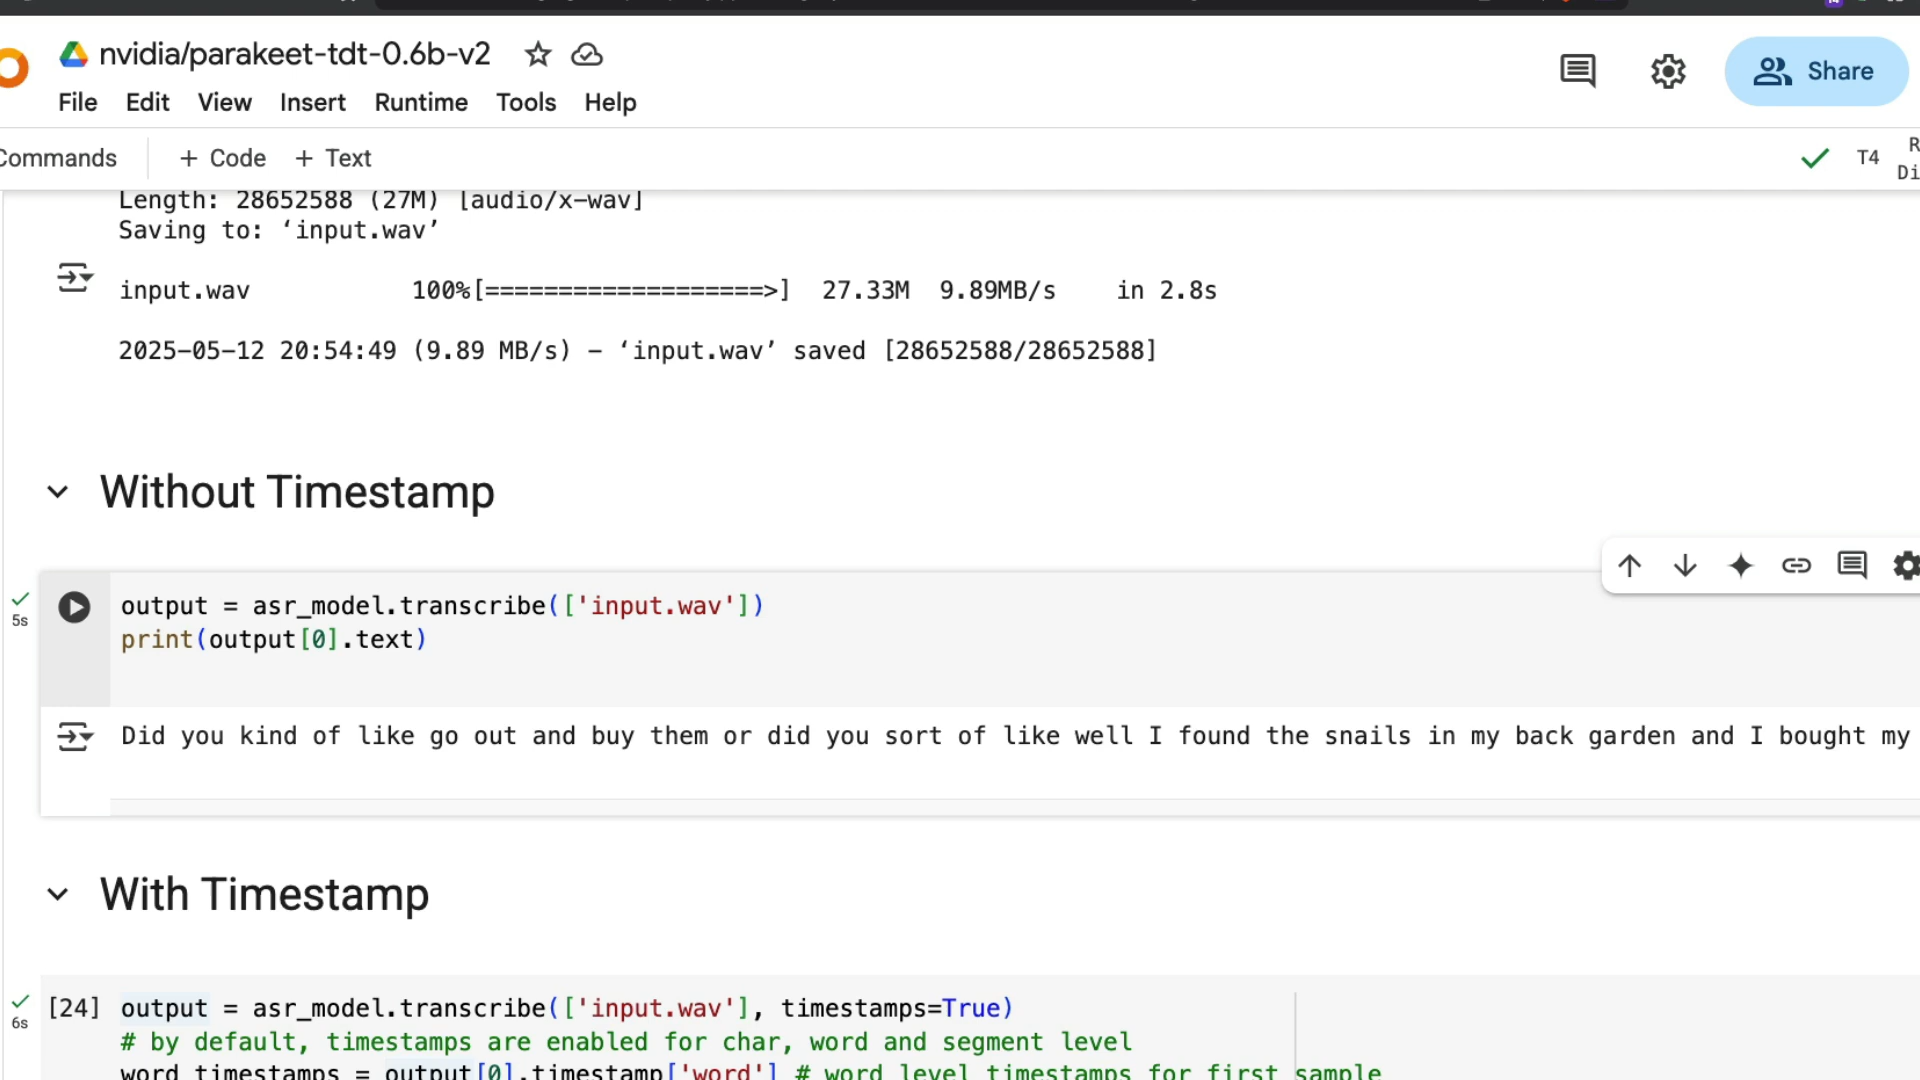 nvidia/parakeet-tdt-0.6b-v2
Share
File Edit View Insert Runtime Tools Help
Commands + Code + Text
T4
Length: 28652588 (27M) [audio/x-wav]
Saving to: ‘input.wav’
input.wav 100%[===================>] 27.33M 9.89MB/s in 2.8s
2025-05-12 20:54:49 (9.89 MB/s) – ‘input.wav’ saved [28652588/28652588]
Without Timestamp
5s
output = asr_model.transcribe(['input.wav'])
print(output[0].text)
Did you kind of like go out and buy them or did you sort of like well I found the snails in my back garden and I bought my
With Timestamp
6s
[24] output = asr_model.transcribe(['input.wav'], timestamps=True)
# by default, timestamps are enabled for char, word and segment level
word_timestamps = output[0].timestamp['word'] # word level timestamps for first sample